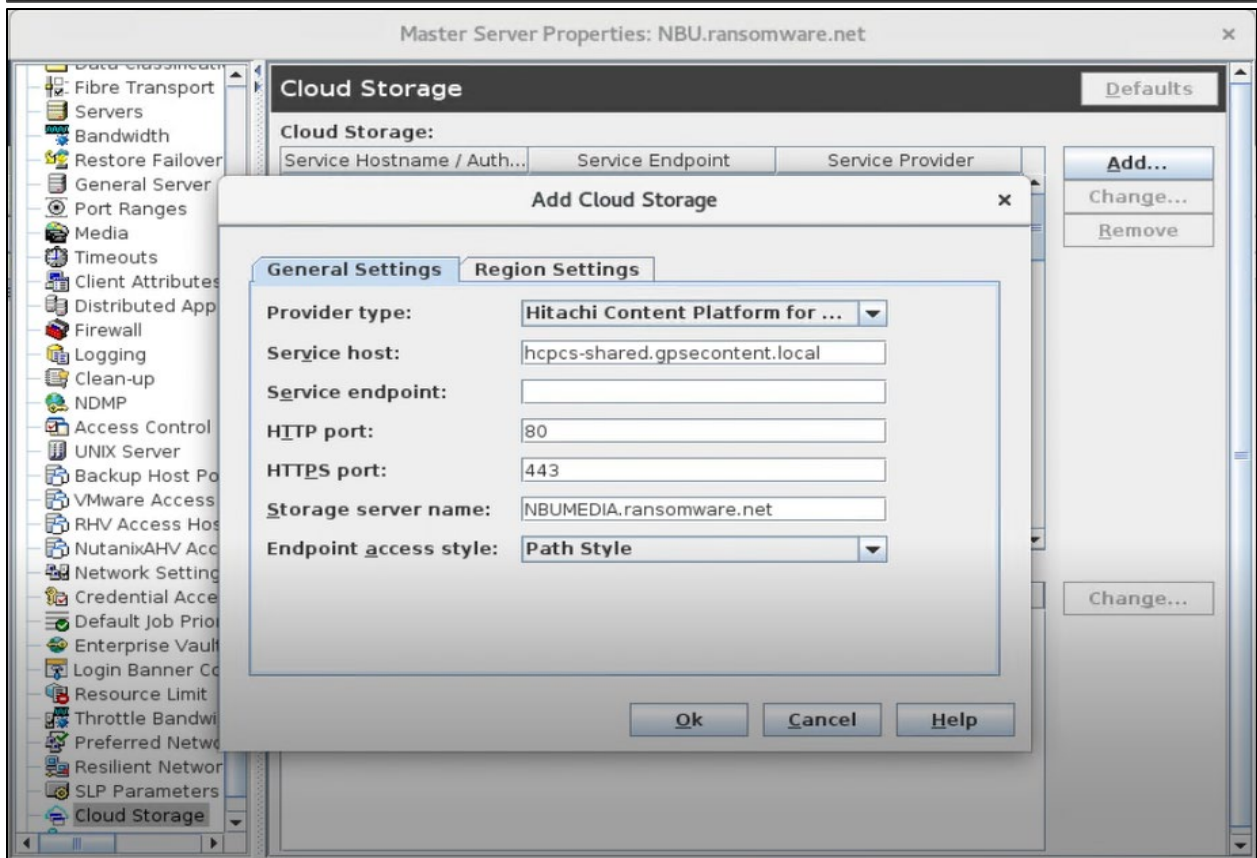 Master Server Properties: NBU.ransomware.net
Fibre Transport
Servers
Bandwidth
Restore Failover
General Server
Port Ranges
Media
Timeouts
Client Attributes
Distributed App
Firewall
Logging
Clean-up
NDMP
Access Control
UNIX Server
Backup Host Po
VMware Access
RHV Access Hos
NutanixAHV Acc
Network Setting
Credential Acce
Default Job Prior
Enterprise Vault
Login Banner Co
Resource Limit
Throttle Bandwi
Preferred Netwo
Resilient Networ
SLP Parameters
Cloud Storage
Cloud Storage
Defaults
Cloud Storage:
Service Hostname / Auth... Service Endpoint Service Provider
Add...
Change...
Remove
Add Cloud Storage
General Settings Region Settings
Provider type: Hitachi Content Platform for ...
Service host: hcpcs-shared.gpsecontent.local
Service endpoint:
HTTP port: 80
HTTPS port: 443
Storage server name: NBUMEDIA.ransomware.net
Endpoint access style: Path Style
Ok Cancel Help
Change...